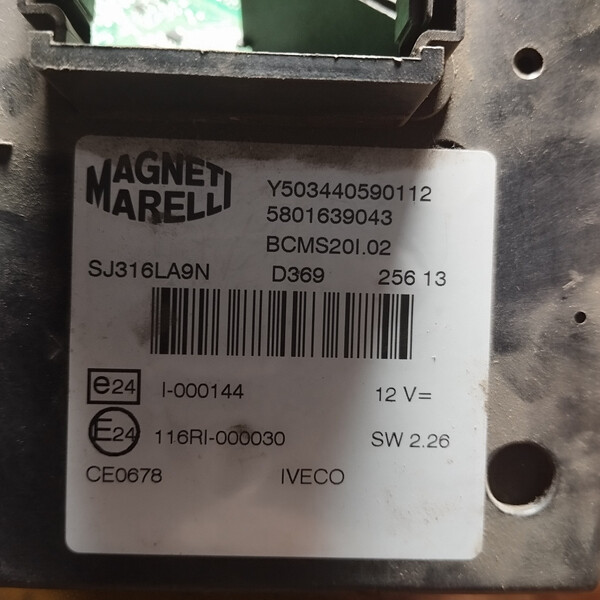 MAGNETI
MARELLI
Y503440590112
5801639043
BCMS20I.02
SJ316LA9N D369 256 13
e24 I-000144 12 V=
E24 116RI-000030 SW 2.26
CE0678 IVECO